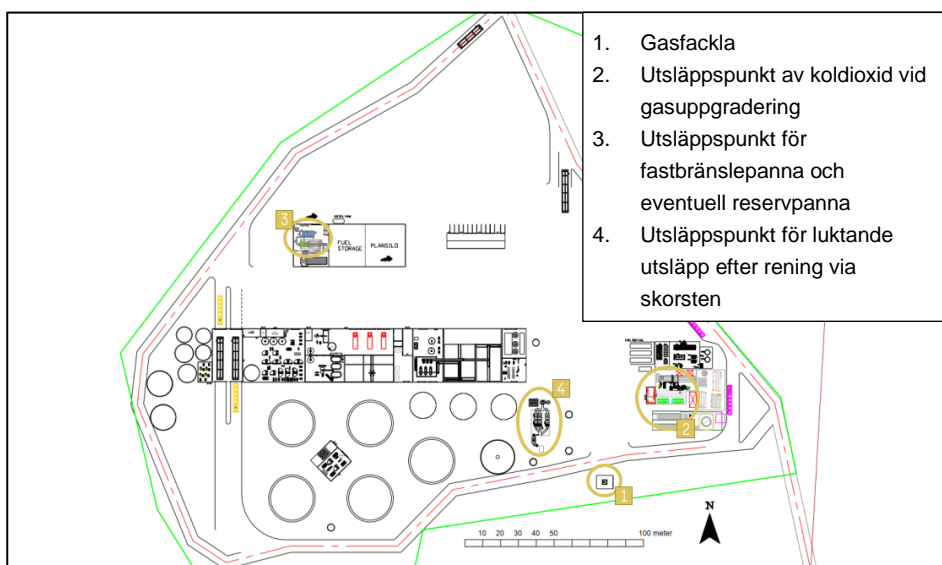 1. Gasfackla
2. Utsläppspunkt av koldioxid vid
gasuppgradering
3. Utsläppspunkt för
fastbränslepanna och
eventuell reservpanna
4. Utsläppspunkt för luktande
utsläpp efter rening via
skorsten
3
FUEL
STORAGE
PLANSILO
4
2
1
N
10 20 30 40 50 100 meter